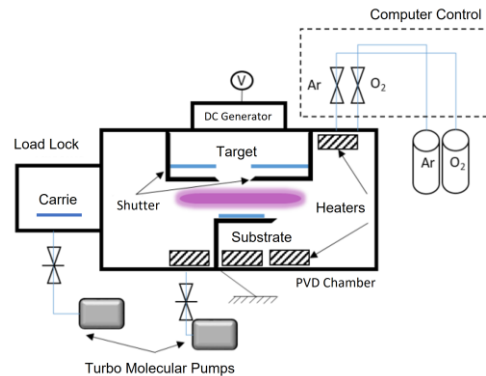 Computer Control
V
Ar
O2
DC Generator
Load Lock
Target
Ar
O2
Carrie
Shutter
Heaters
Substrate
PVD Chamber
Turbo Molecular Pumps